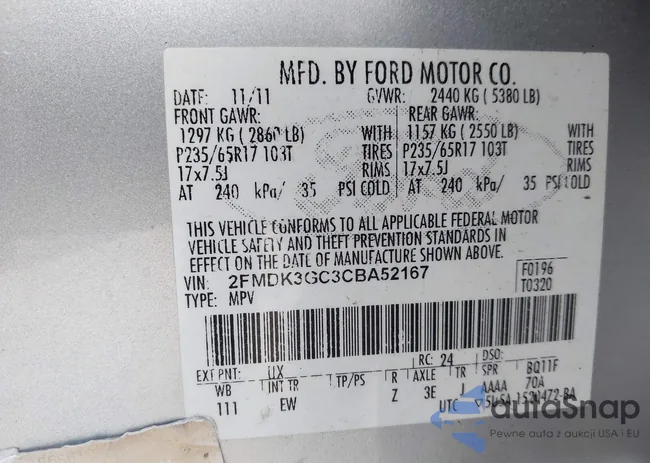 MFD. BY FORD MOTOR CO.
DATE: 11/11 GVWR: 2440 KG ( 5380 LB)
FRONT GAWR: REAR GAWR:
1297 KG ( 2860 LB) WITH 1157 KG ( 2550 LB) WITH
P235/65R17 103T TIRES P235/65R17 103T TIRES
17x7.5J RIMS 17x7.5J RIMS
AT 240 kPa/ 35 PSI COLD AT 240 kPa/ 35 PSI COLD
THIS VEHICLE CONFORMS TO ALL APPLICABLE FEDERAL MOTOR
VEHICLE SAFETY AND THEFT PREVENTION STANDARDS IN
EFFECT ON THE DATE OF MANUFACTURE SHOWN ABOVE.
VIN: 2FMDK3GC3CBA52167 F0196
TYPE: MPV T0320
EXT PNT: UX RC: 24 DSO:
WB INT TR TP/PS R AXLE TR SPR BQ11F
111 EW Z 3E J AAAA 70A
UTC
autoSnap
Pewne auta z aukcji USA i EU